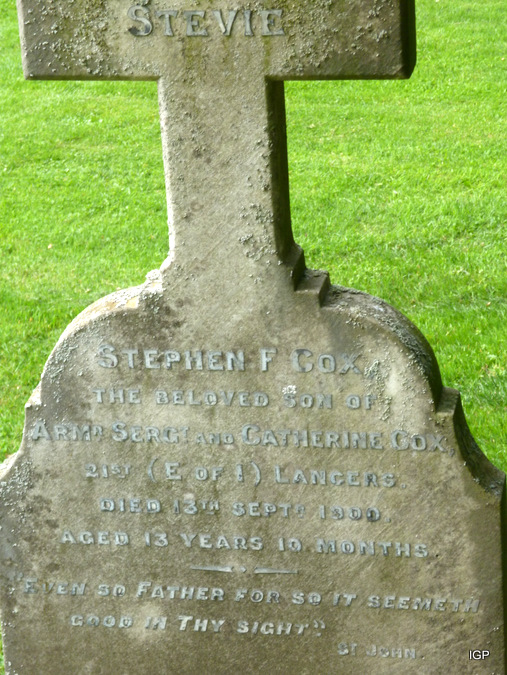 STEVIE
STEPHEN F COX,
THE BELOVED SON OF
ARMR SERGT AND CATHERINE COX,
21ST (E OF I) LANCERS.
DIED 13TH SEPTR 1900.
AGED 13 YEARS 10 MONTHS.
"EVEN SO FATHER FOR SO IT SEEMETH
GOOD IN THY SIGHT".
ST JOHN.
IGP